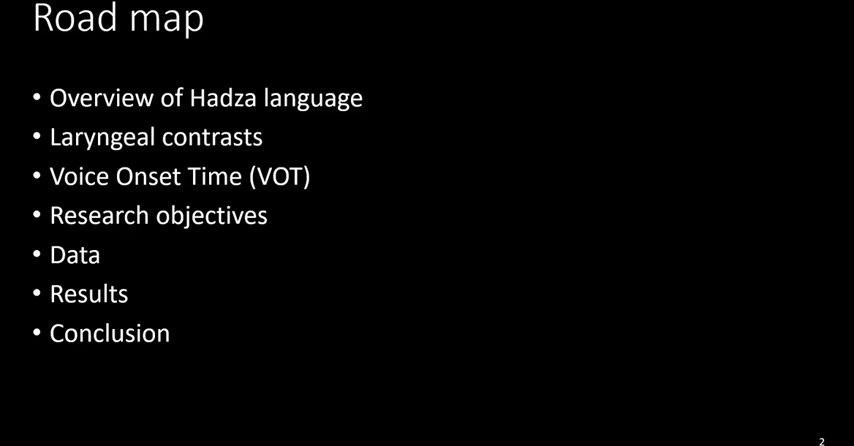 Road map
• Overview of Hadza language
• Laryngeal contrasts
• Voice Onset Time (VOT)
• Research objectives
• Data
• Results
• Conclusion
2